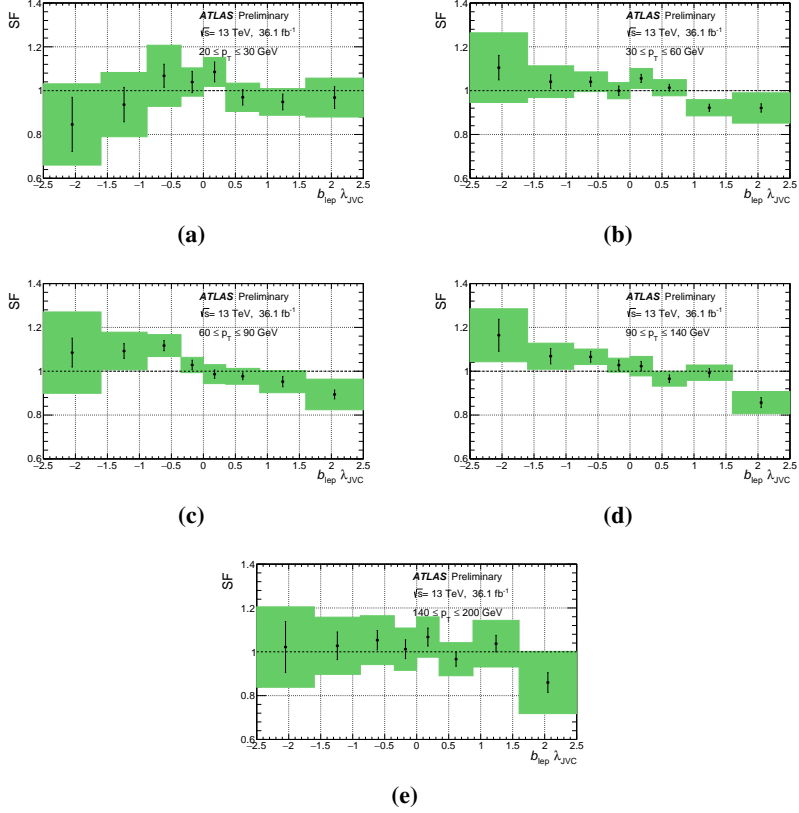 SF
1.4
1.2
1
0.8
0.6
ATLAS Preliminary
√s= 13 TeV, 36.1 fb⁻¹
20 ≤ p_T ≤ 30 GeV
−2.5 −2 −1.5 −1 −0.5 0 0.5 1 1.5 2 2.5
b_lep λ_JVC
(a)
SF
1.4
1.2
1
0.8
0.6
ATLAS Preliminary
√s= 13 TeV, 36.1 fb⁻¹
30 ≤ p_T ≤ 60 GeV
−2.5 −2 −1.5 −1 −0.5 0 0.5 1 1.5 2 2.5
b_lep λ_JVC
(b)
SF
1.4
1.2
1
0.8
0.6
ATLAS Preliminary
√s= 13 TeV, 36.1 fb⁻¹
60 ≤ p_T ≤ 90 GeV
−2.5 −2 −1.5 −1 −0.5 0 0.5 1 1.5 2 2.5
b_lep λ_JVC
(c)
SF
1.4
1.2
1
0.8
0.6
ATLAS Preliminary
√s= 13 TeV, 36.1 fb⁻¹
90 ≤ p_T ≤ 140 GeV
−2.5 −2 −1.5 −1 −0.5 0 0.5 1 1.5 2 2.5
b_lep λ_JVC
(d)
SF
1.4
1.2
1
0.8
0.6
ATLAS Preliminary
√s= 13 TeV, 36.1 fb⁻¹
140 ≤ p_T ≤ 200 GeV
−2.5 −2 −1.5 −1 −0.5 0 0.5 1 1.5 2 2.5
b_lep λ_JVC
(e)